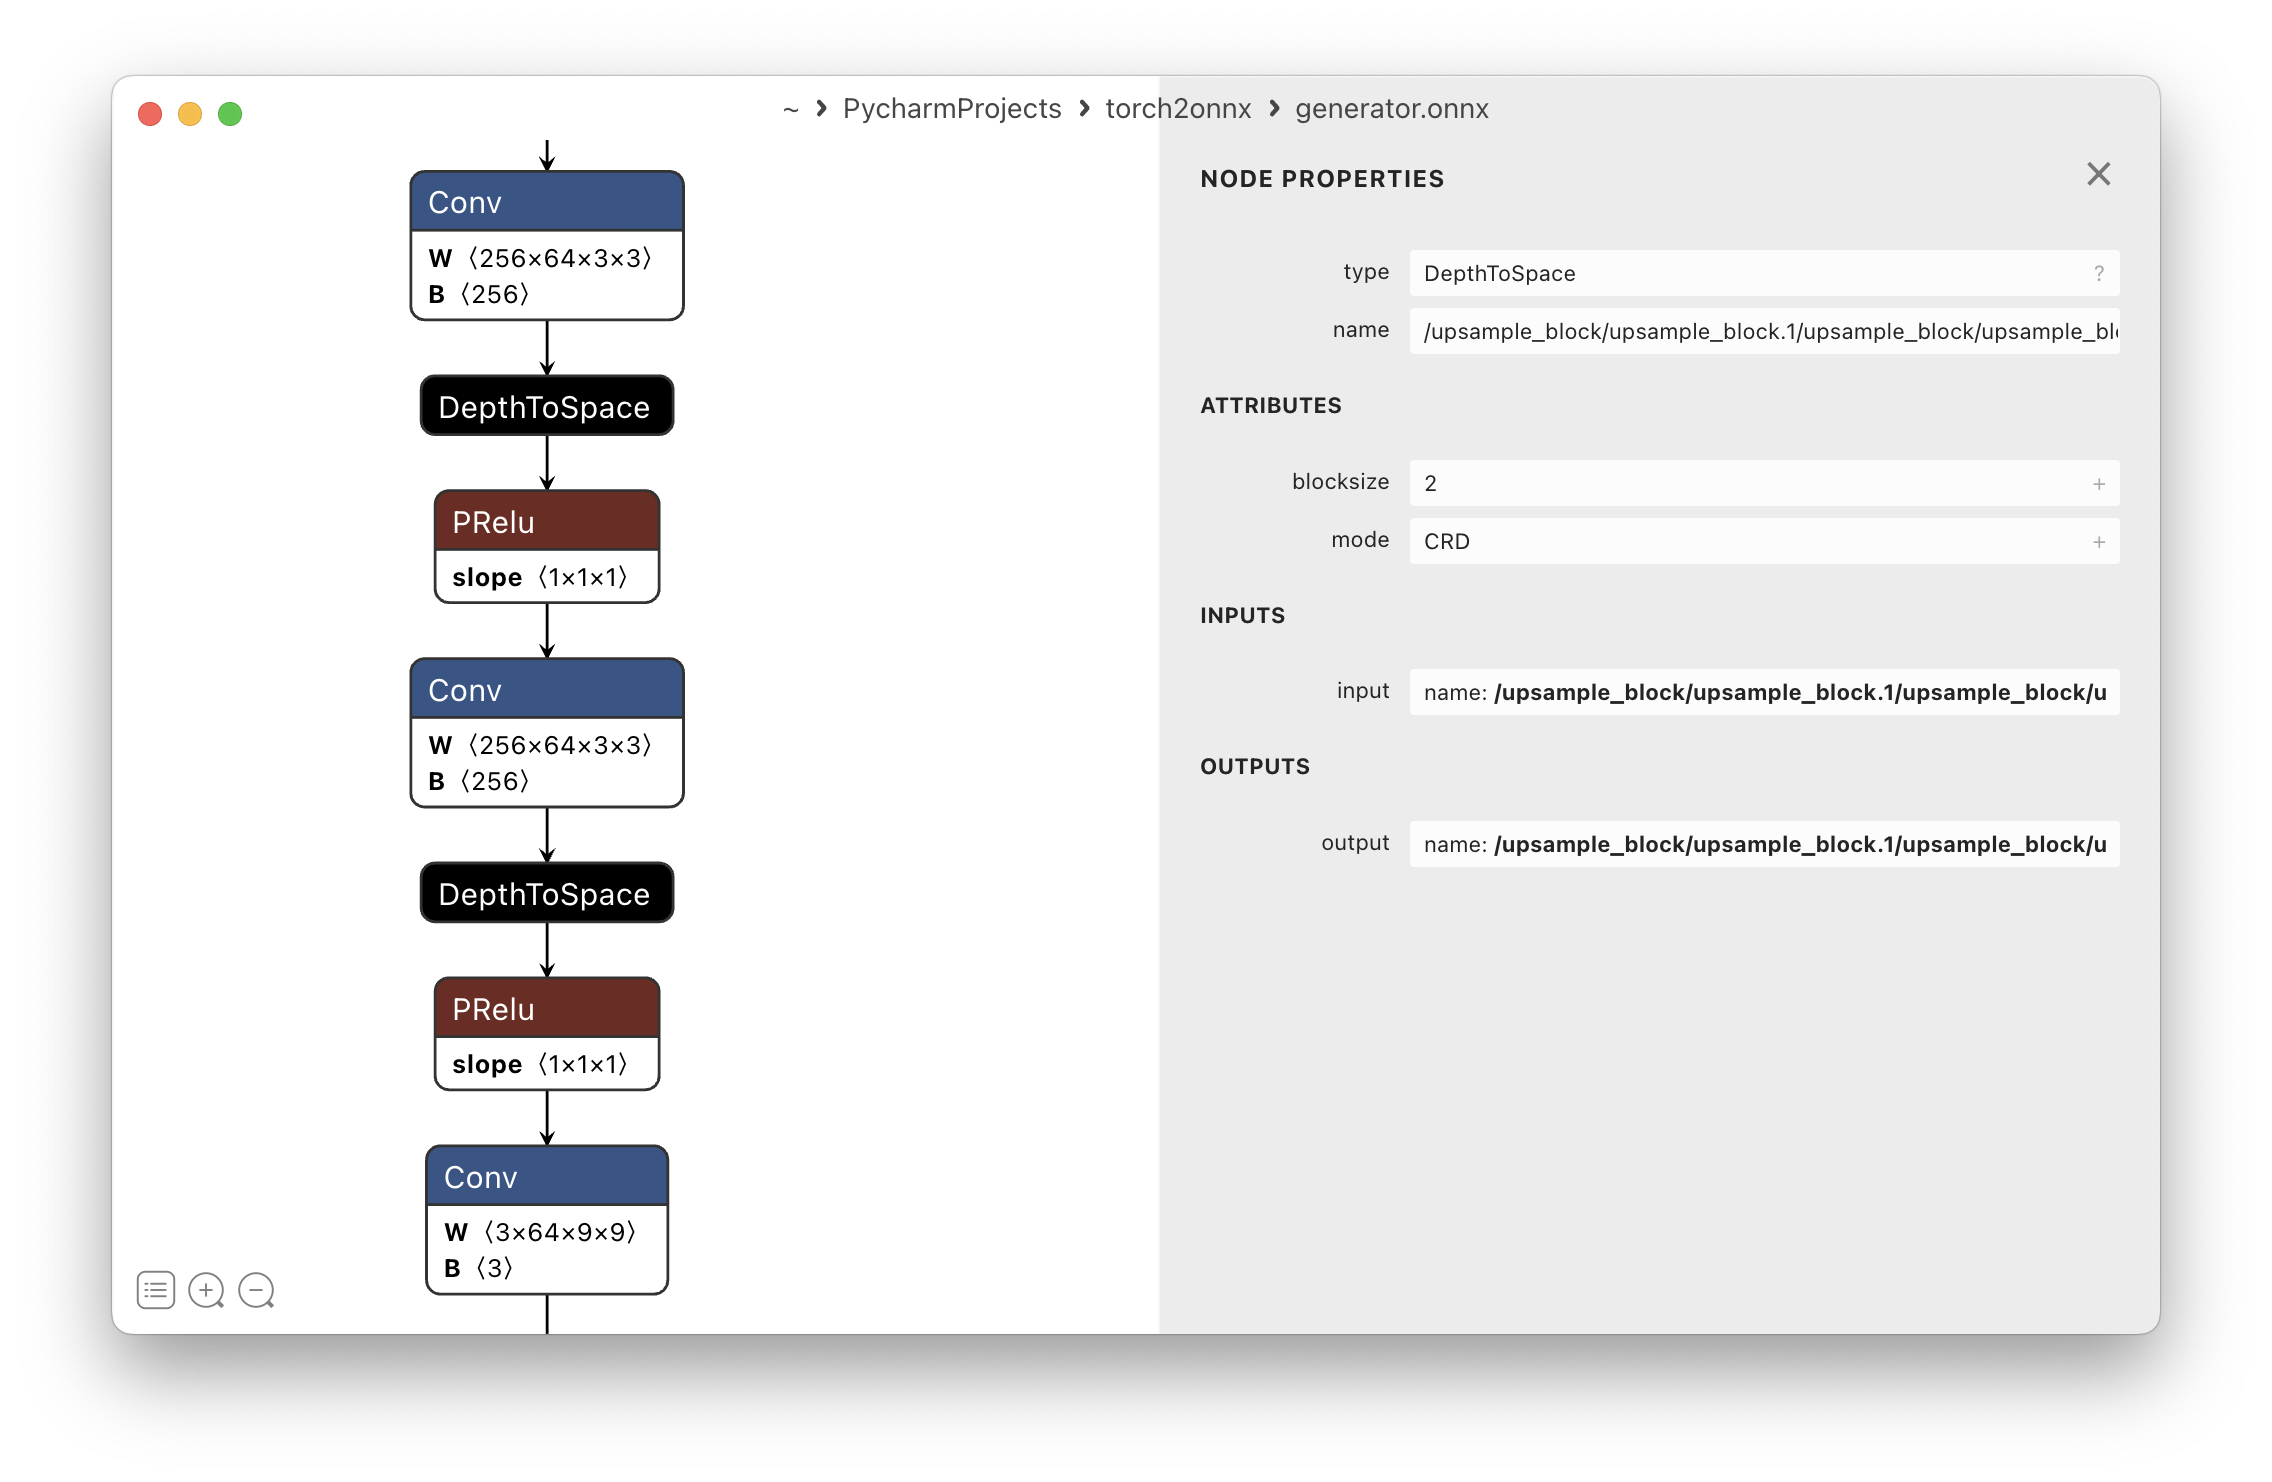 ~ › PycharmProjects › torch2onnx › generator.onnx
Conv
W ⟨256×64×3×3⟩
B ⟨256⟩
DepthToSpace
PRelu
slope ⟨1×1×1⟩
Conv
W ⟨256×64×3×3⟩
B ⟨256⟩
DepthToSpace
PRelu
slope ⟨1×1×1⟩
Conv
W ⟨3×64×9×9⟩
B ⟨3⟩
NODE PROPERTIES
type DepthToSpace ?
name /upsample_block/upsample_block.1/upsample_block/upsample_bl
ATTRIBUTES
blocksize 2 +
mode CRD +
INPUTS
input name: /upsample_block/upsample_block.1/upsample_block/u
OUTPUTS
output name: /upsample_block/upsample_block.1/upsample_block/u